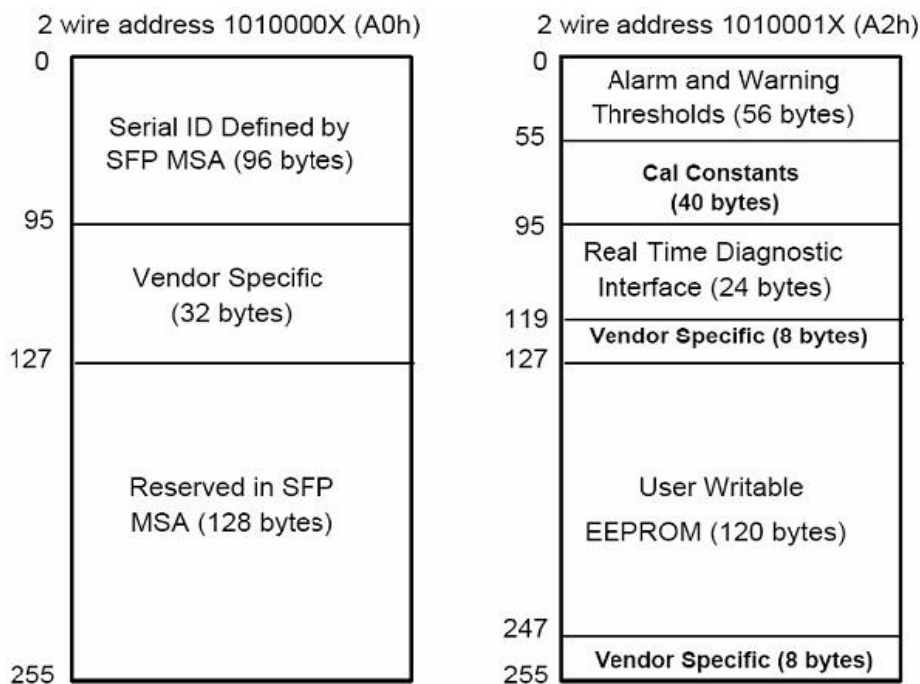 2 wire address 1010000X (A0h)
0
Serial ID Defined by
SFP MSA (96 bytes)
95
Vendor Specific
(32 bytes)
127
Reserved in SFP
MSA (128 bytes)
255
2 wire address 1010001X (A2h)
0
Alarm and Warning
Thresholds (56 bytes)
55
Cal Constants
(40 bytes)
95
Real Time Diagnostic
Interface (24 bytes)
119
Vendor Specific (8 bytes)
127
User Writable
EEPROM (120 bytes)
247
Vendor Specific (8 bytes)
255